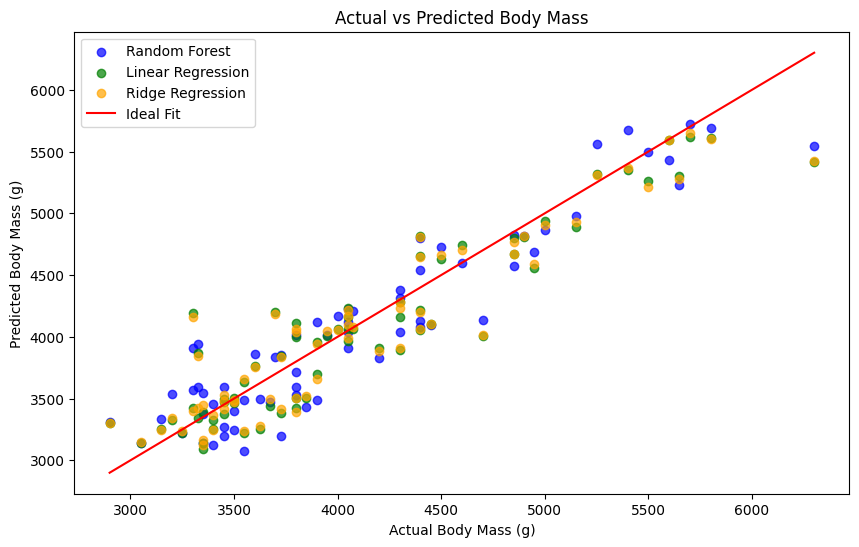 Actual vs Predicted Body Mass
Random Forest
Linear Regression
Ridge Regression
Ideal Fit
6000
5500
5000
4500
4000
3500
3000
Predicted Body Mass (g)
3000 3500 4000 4500 5000 5500 6000
Actual Body Mass (g)